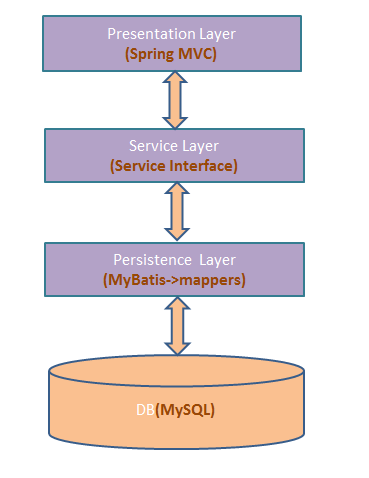 Presentation Layer
(Spring MVC)
Service Layer
(Service Interface)
Persistence  Layer
(MyBatis->mappers)
DB(MySQL)